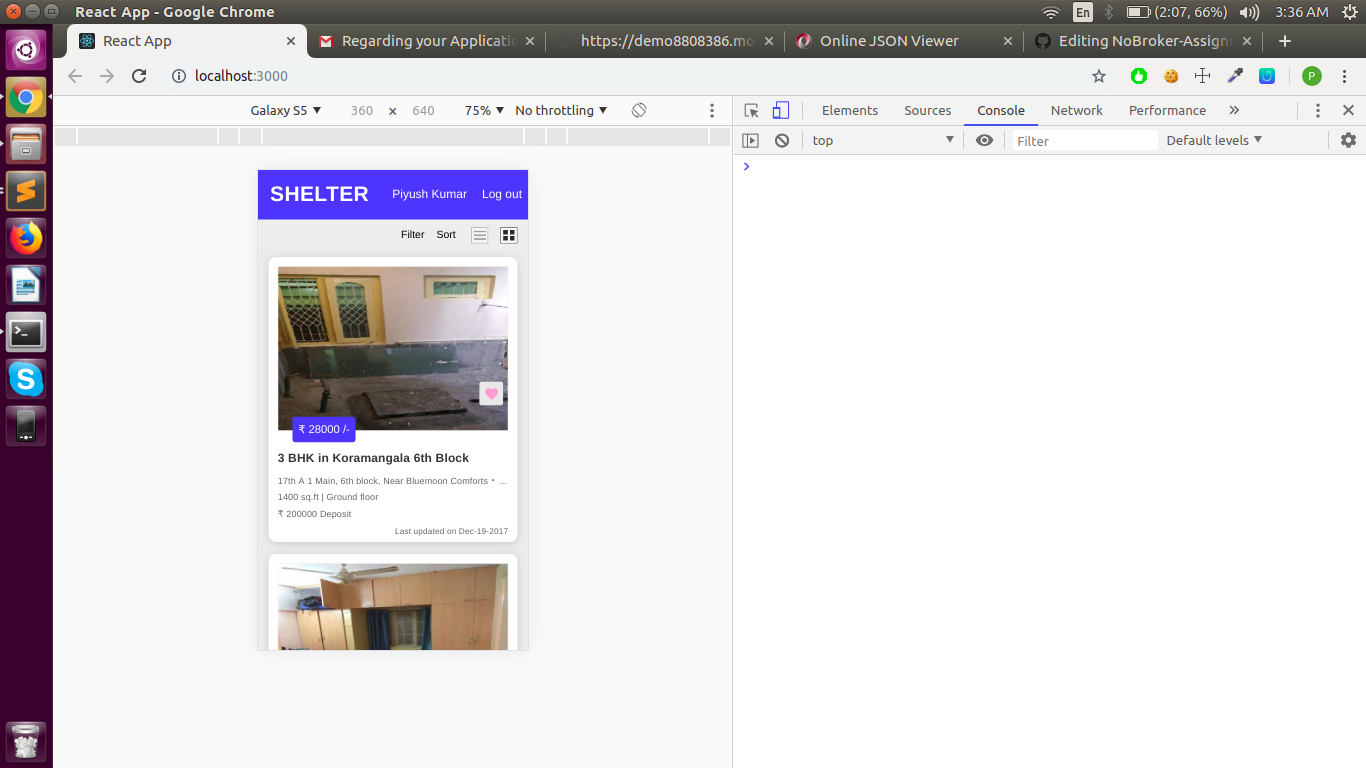 React App - Google Chrome
En
(2:07, 66%)
3:36 AM
React App
Regarding your Applicati
https://demo8808386.mo
Online JSON Viewer
Editing NoBroker-Assign
localhost:3000
P
Galaxy S5 ▼ 360 × 640 75% ▼ No throttling ▼
Elements Sources Console Network Performance »
top ▼ Filter Default levels ▼
>
SHELTER Piyush Kumar Log out
Filter Sort
₹ 28000 /-
3 BHK in Koramangala 6th Block
17th A 1 Main, 6th block, Near Bluemoon Comforts • ...
1400 sq.ft | Ground floor
₹ 200000 Deposit
Last updated on Dec-19-2017